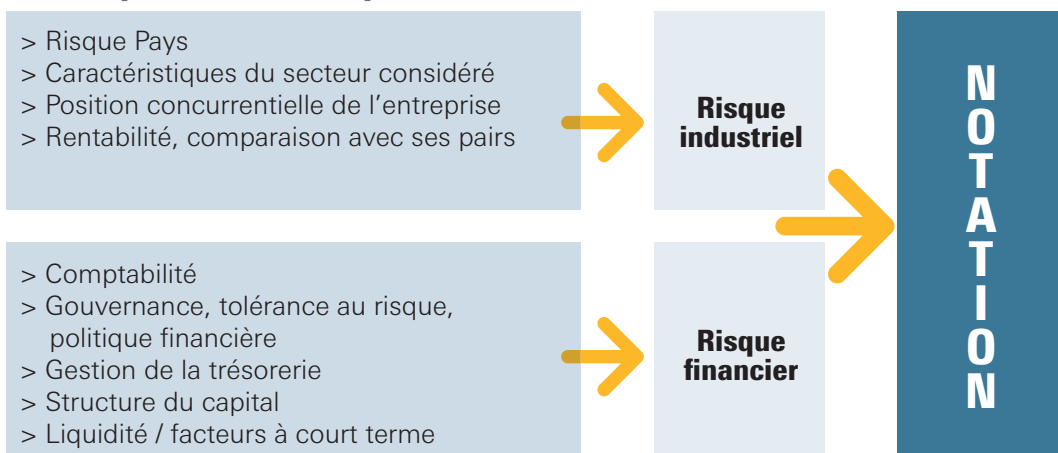 > Risque Pays
> Caractéristiques du secteur considéré
> Position concurrentielle de l’entreprise
> Rentabilité, comparaison avec ses pairs
Risque
industriel
> Comptabilité
> Gouvernance, tolérance au risque,
politique financière
> Gestion de la trésorerie
> Structure du capital
> Liquidité / facteurs à court terme
Risque
financier
NOTATION